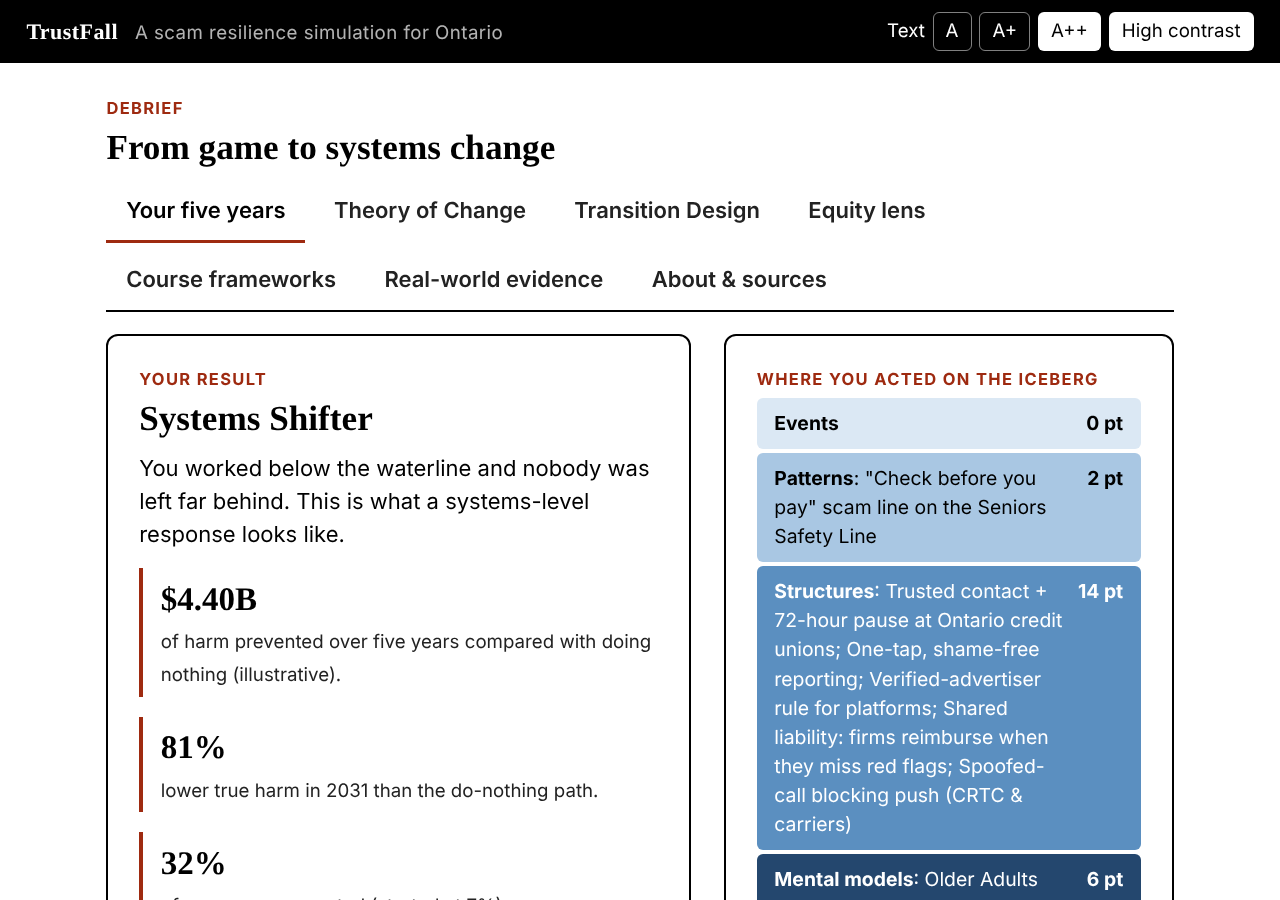 TrustFall A scam resilience simulation for Ontario Text A A+ A++ High contrast
DEBRIEF
From game to systems change
Your five years Theory of Change Transition Design Equity lens
Course frameworks Real-world evidence About & sources
YOUR RESULT
Systems Shifter
You worked below the waterline and nobody was
left far behind. This is what a systems-level
response looks like.
$4.40B
of harm prevented over five years compared with doing
nothing (illustrative).
81%
lower true harm in 2031 than the do-nothing path.
32%
WHERE YOU ACTED ON THE ICEBERG
Events 0 pt
Patterns: "Check before you 2 pt
pay" scam line on the Seniors
Safety Line
Structures: Trusted contact + 14 pt
72-hour pause at Ontario credit
unions; One-tap, shame-free
reporting; Verified-advertiser
rule for platforms; Shared
liability: firms reimburse when
they miss red flags; Spoofed-
call blocking push (CRTC &
carriers)
Mental models: Older Adults 6 pt